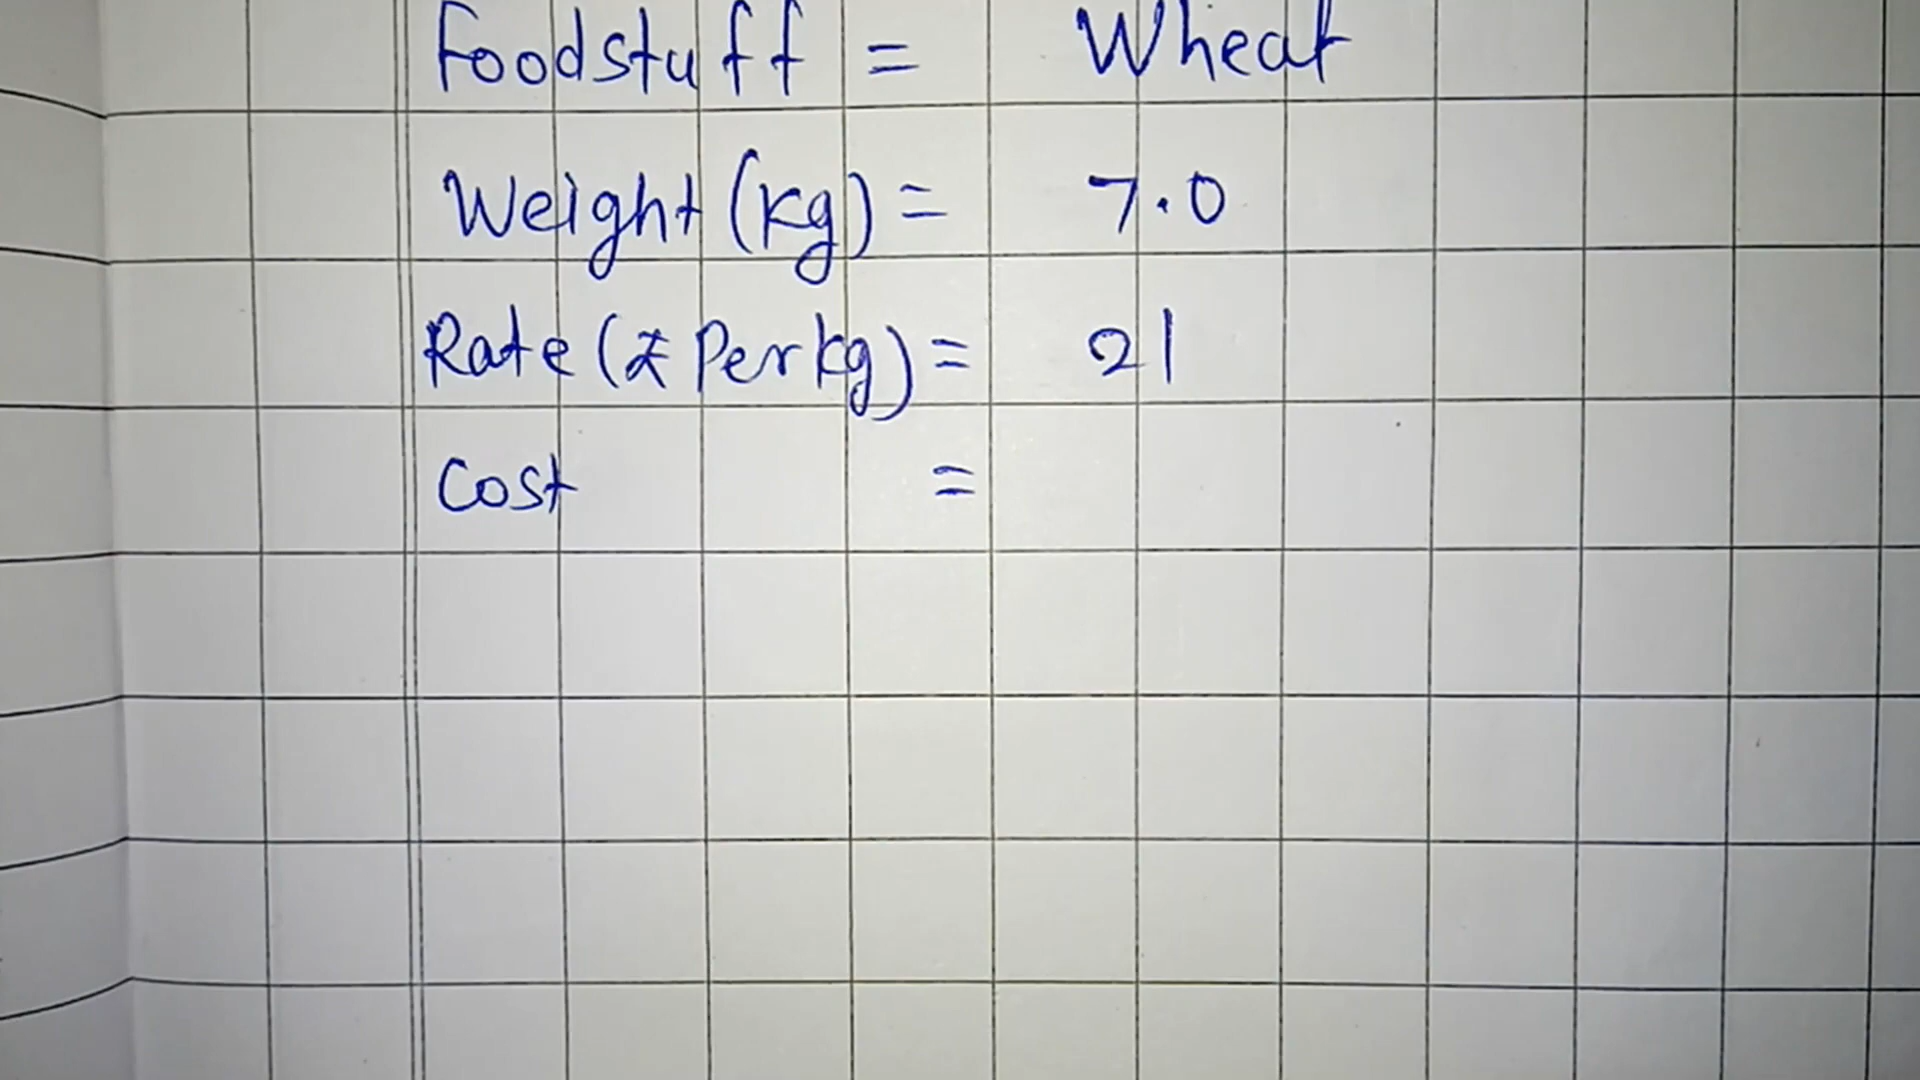 Foodstuff = Wheat
Weight (kg) = 7.0
Rate (₹ Per kg) = 21
Cost =